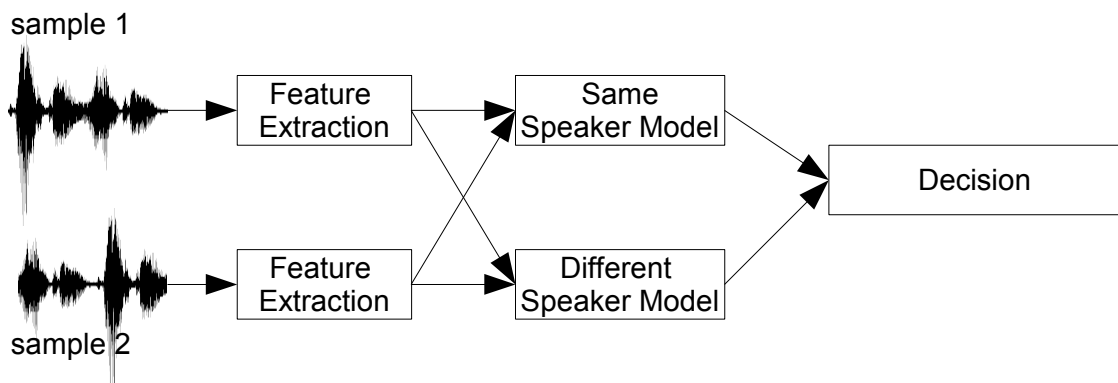 sample 1
Feature
Extraction
Same
Speaker Model
Decision
Feature
Extraction
Different
Speaker Model
sample 2